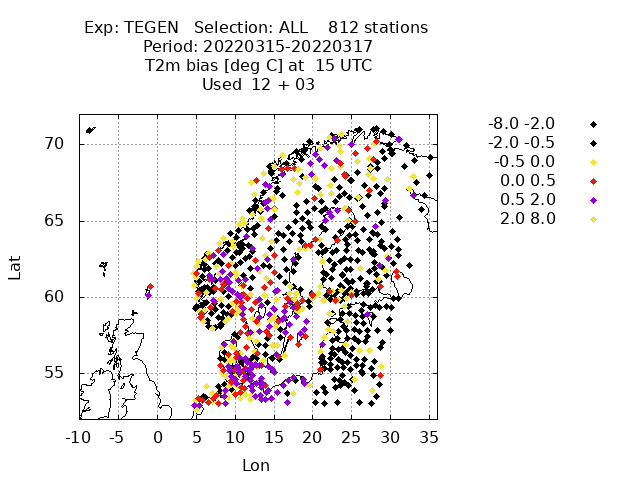 Exp: TEGEN   Selection: ALL    812 stations
Period: 20220315-20220317
T2m bias [deg C] at  15 UTC
Used  12 + 03
-8.0 -2.0
-2.0 -0.5
-0.5 0.0
0.0 0.5
0.5 2.0
2.0 8.0
70
65
60
55
Lat
-10 -5 0 5 10 15 20 25 30 35
Lon